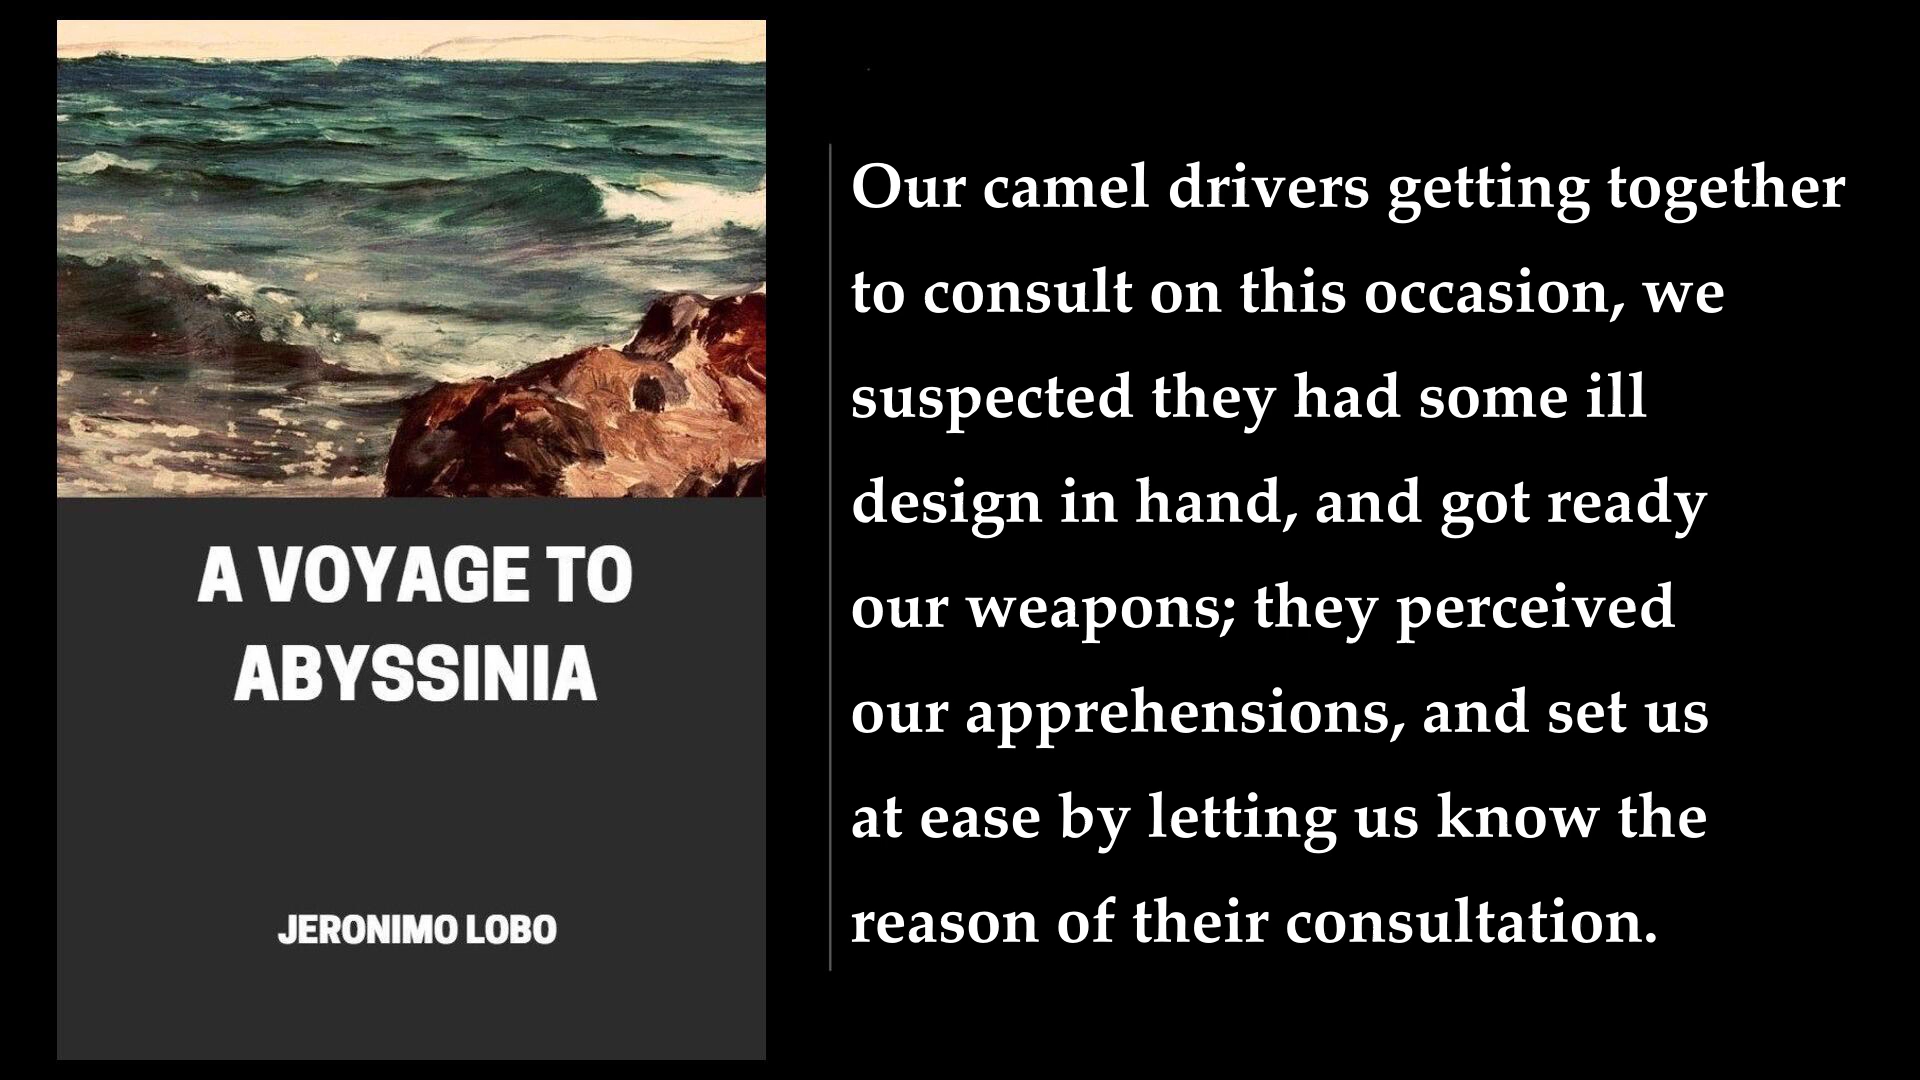 A VOYAGE TO
ABYSSINIA
JERONIMO LOBO
Our camel drivers getting together
to consult on this occasion, we
suspected they had some ill
design in hand, and got ready
our weapons; they perceived
our apprehensions, and set us
at ease by letting us know the
reason of their consultation.